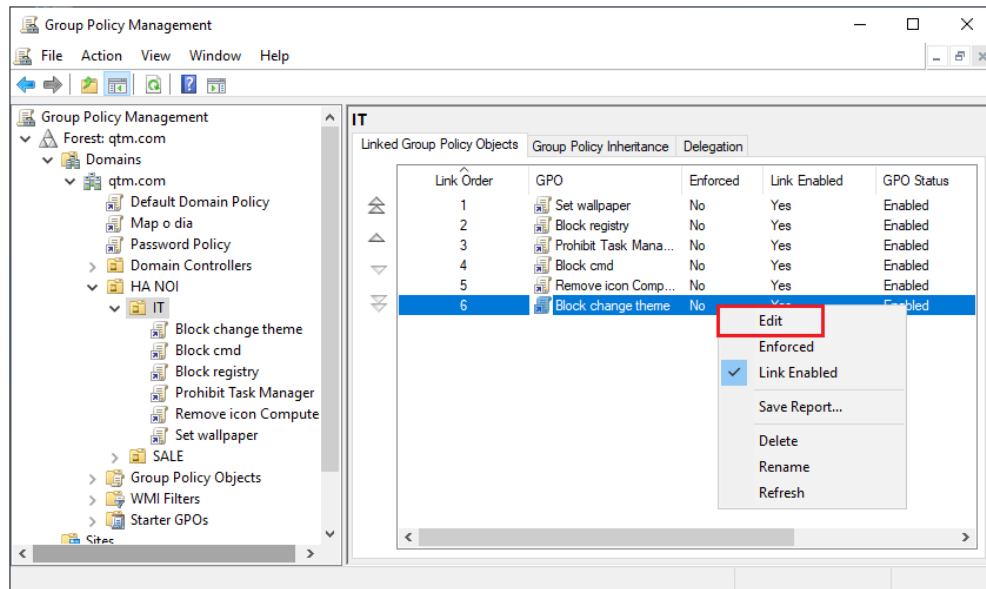 Group Policy Management
File Action View Window Help
Group Policy Management
Forest: qtm.com
Domains
qtm.com
Default Domain Policy
Map o dia
Password Policy
Domain Controllers
HA NOI
IT
Block change theme
Block cmd
Block registry
Prohibit Task Manager
Remove icon Compute
Set wallpaper
SALE
Group Policy Objects
WMI Filters
Starter GPOs
Sites
IT
Linked Group Policy Objects Group Policy Inheritance Delegation
Link Order GPO Enforced Link Enabled GPO Status
1 Set wallpaper No Yes Enabled
2 Block registry No Yes Enabled
3 Prohibit Task Mana... No Yes Enabled
4 Block cmd No Yes Enabled
5 Remove icon Comp... No Yes Enabled
6 Block change theme No Yes Enabled
Edit
Enforced
Link Enabled
Save Report...
Delete
Rename
Refresh